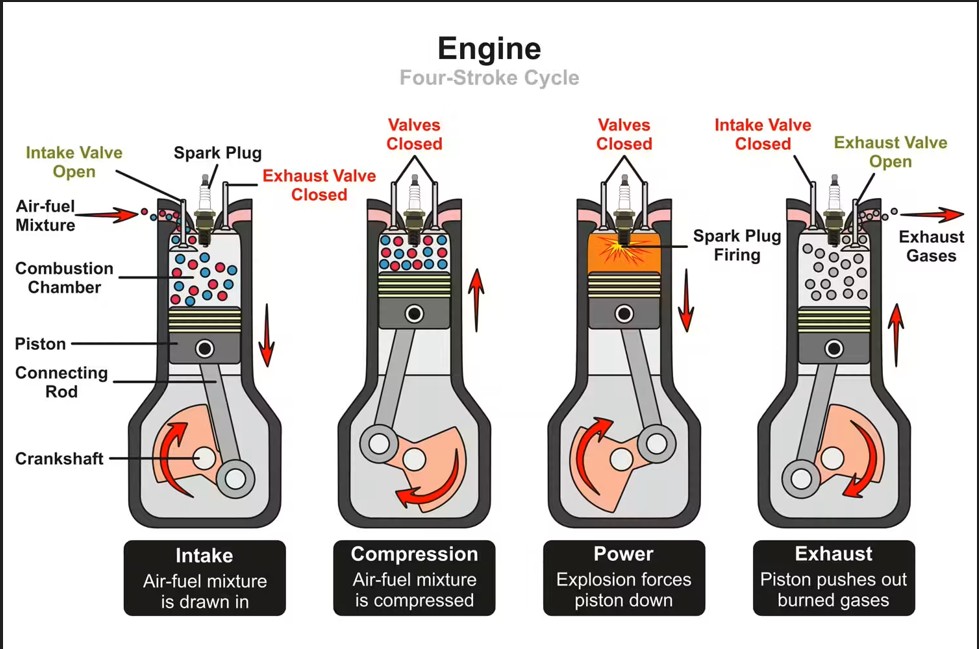 Engine
Four-Stroke Cycle
Intake Valve
Open
Spark Plug
Exhaust Valve
Closed
Air-fuel
Mixture
Combustion
Chamber
Piston
Connecting
Rod
Crankshaft
Valves
Closed
Valves
Closed
Spark Plug
Firing
Intake Valve
Closed
Exhaust Valve
Open
Exhaust
Gases
Intake
Air-fuel mixture
is drawn in
Compression
Air-fuel mixture
is compressed
Power
Explosion forces
piston down
Exhaust
Piston pushes out
burned gases